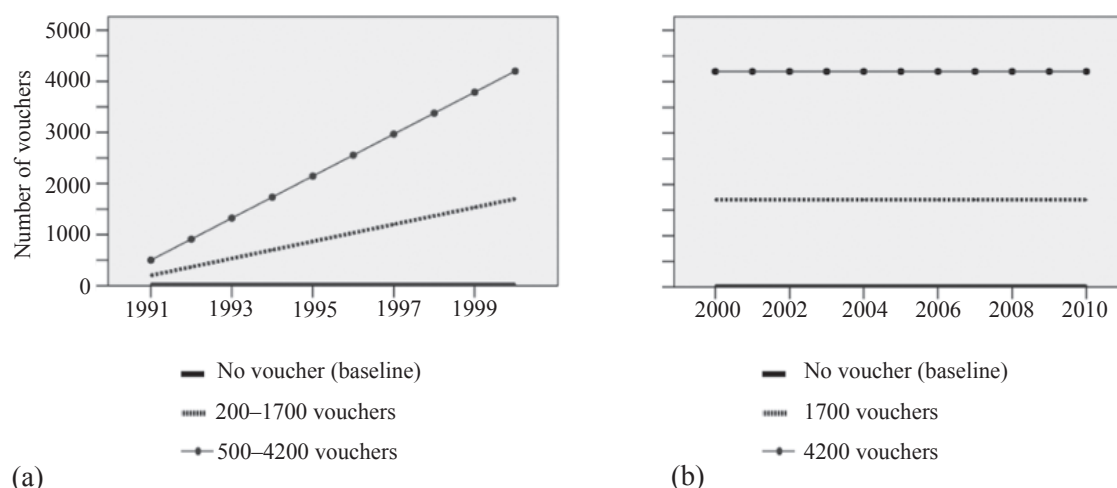 Number of vouchers
5000
4000
3000
2000
1000
0
1991 1993 1995 1997 1999
No voucher (baseline)
200–1700 vouchers
500–4200 vouchers
(a)
2000 2002 2004 2006 2008 2010
No voucher (baseline)
1700 vouchers
4200 vouchers
(b)